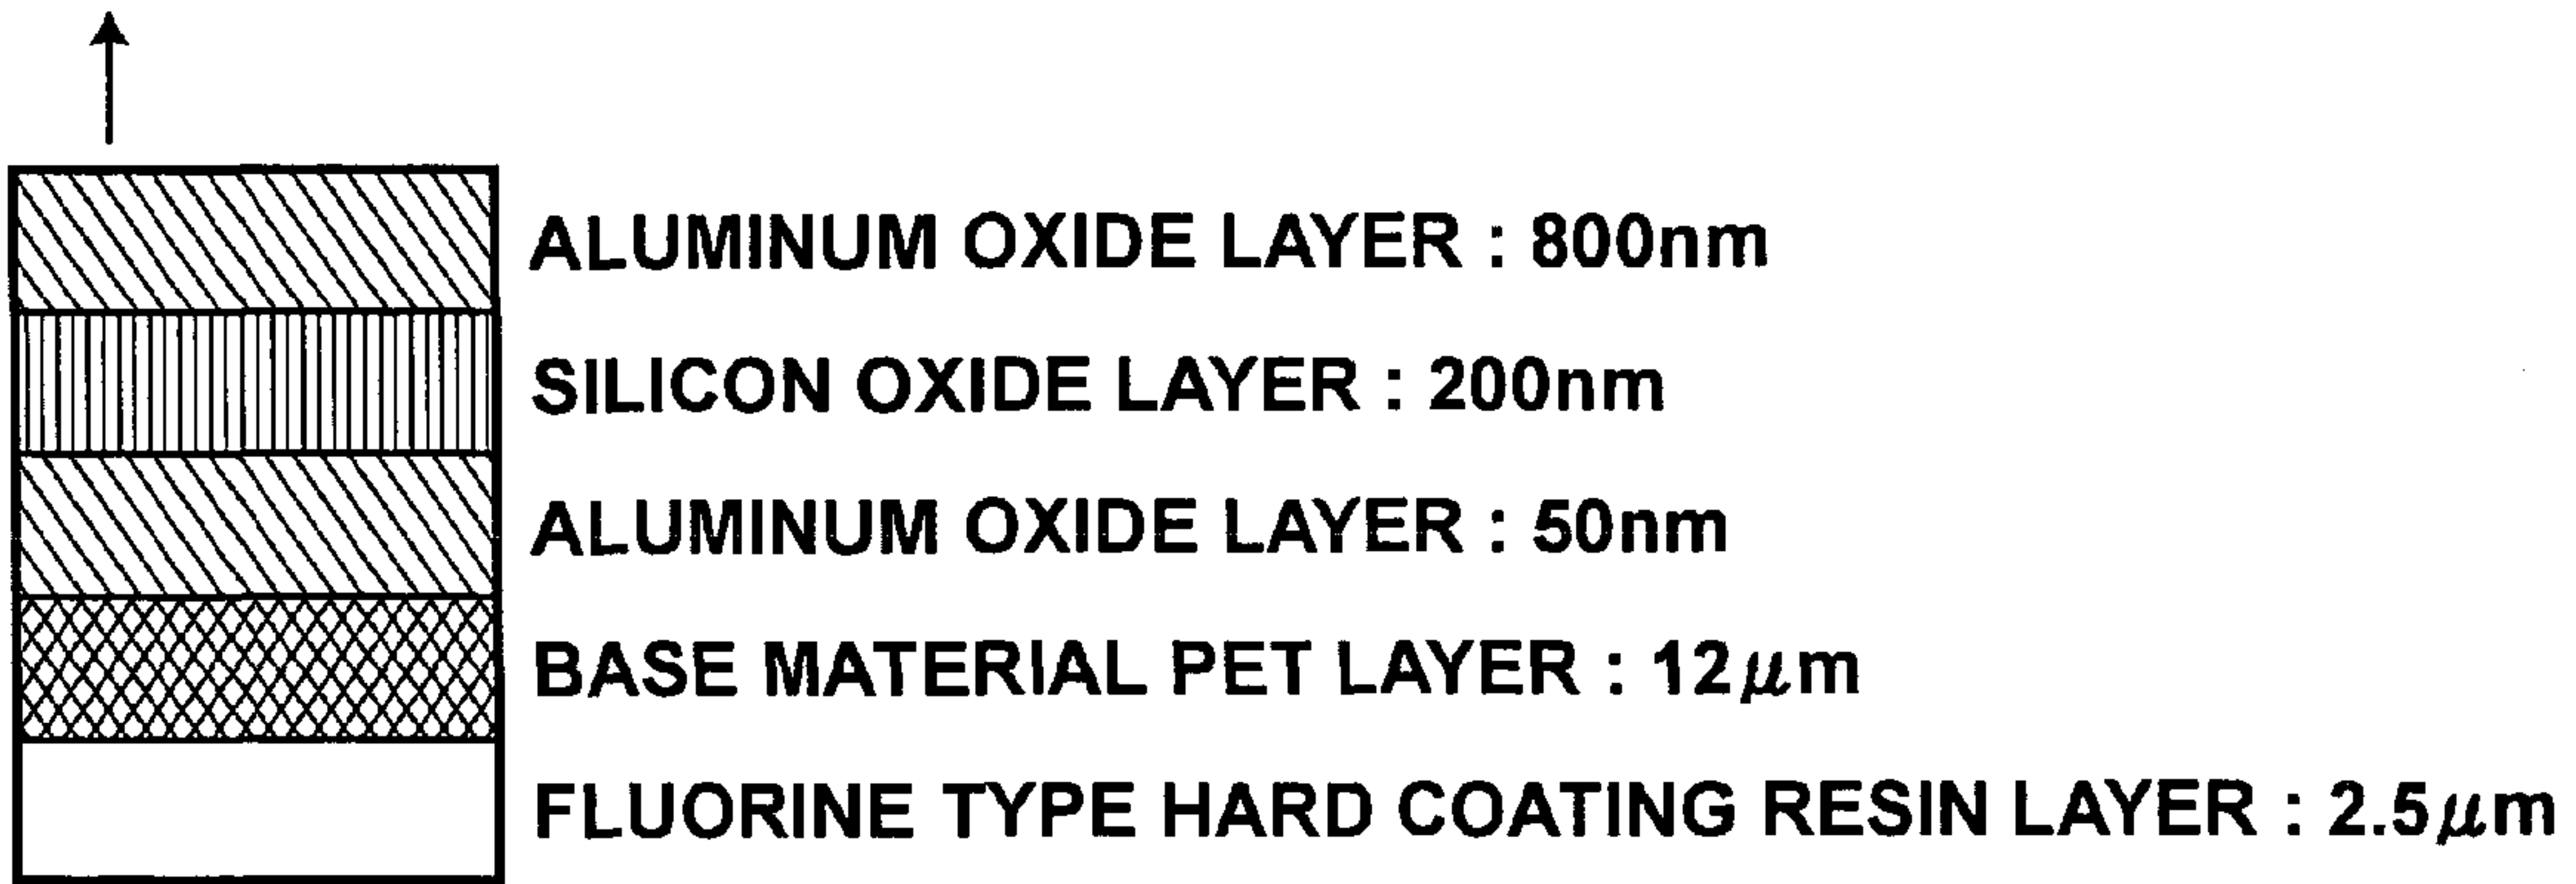 ALUMINUM OXIDE LAYER : 800nm
SILICON OXIDE LAYER : 200nm
ALUMINUM OXIDE LAYER : 50nm
BASE MATERIAL PET LAYER : 12μm
FLUORINE TYPE HARD COATING RESIN LAYER : 2.5μm